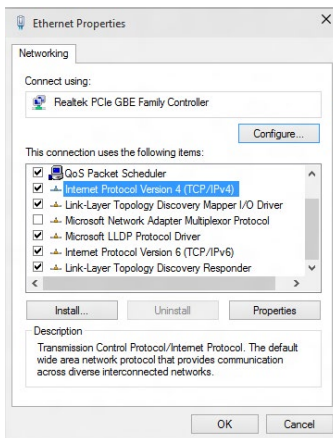 Ethernet Properties
Networking
Connect using:
Realtek PCIe GBE Family Controller
Configure...
This connection uses the following items:
QoS Packet Scheduler
Internet Protocol Version 4 (TCP/IPv4)
Link-Layer Topology Discovery Mapper I/O Driver
Microsoft Network Adapter Multiplexor Protocol
Microsoft LLDP Protocol Driver
Internet Protocol Version 6 (TCP/IPv6)
Link-Layer Topology Discovery Responder
Install... Uninstall Properties
Description
Transmission Control Protocol/Internet Protocol. The default
wide area network protocol that provides communication
across diverse interconnected networks.
OK Cancel